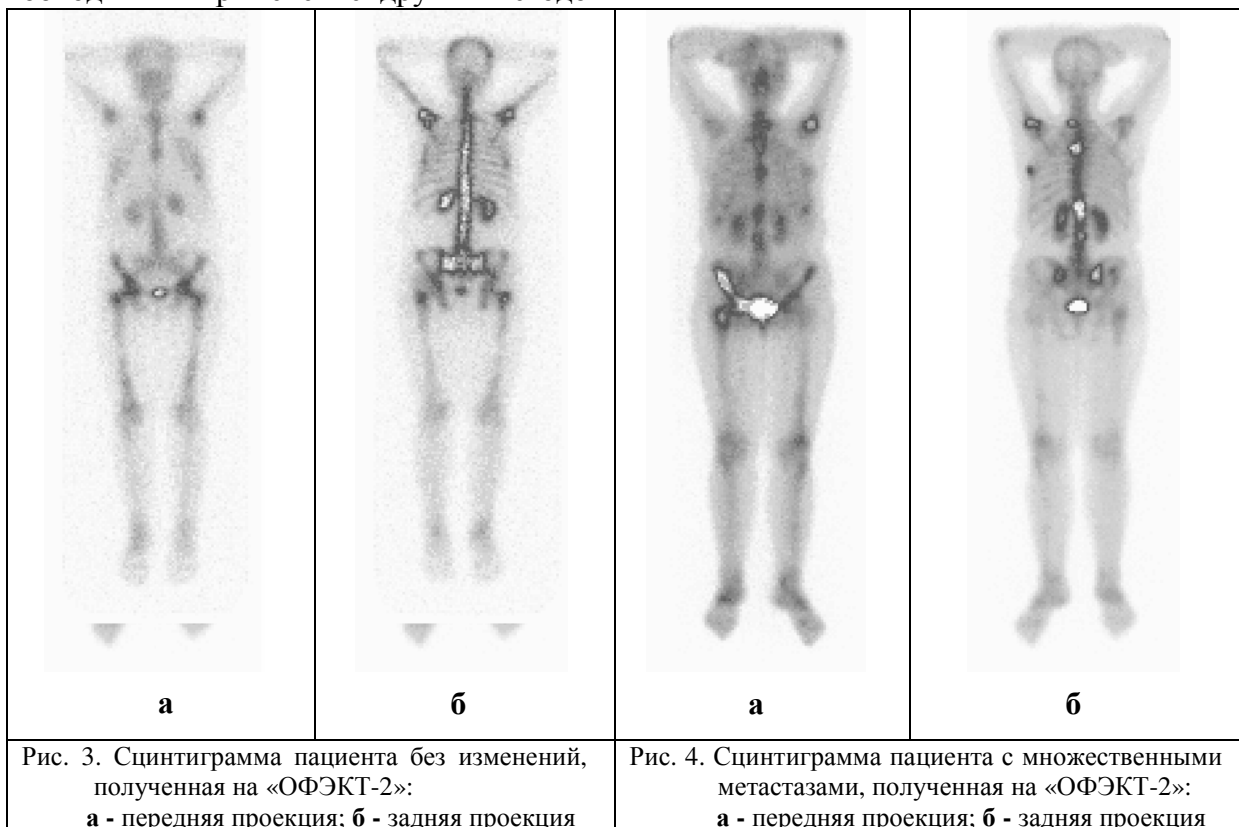 а
б
а
б
Рис. 3. Сцинтиграмма пациента без изменений,
полученная на «ОФЭКТ-2»:
а - передняя проекция; б - задняя проекция
Рис. 4. Сцинтиграмма пациента с множественными
метастазами, полученная на «ОФЭКТ-2»:
а - передняя проекция; б - задняя проекция